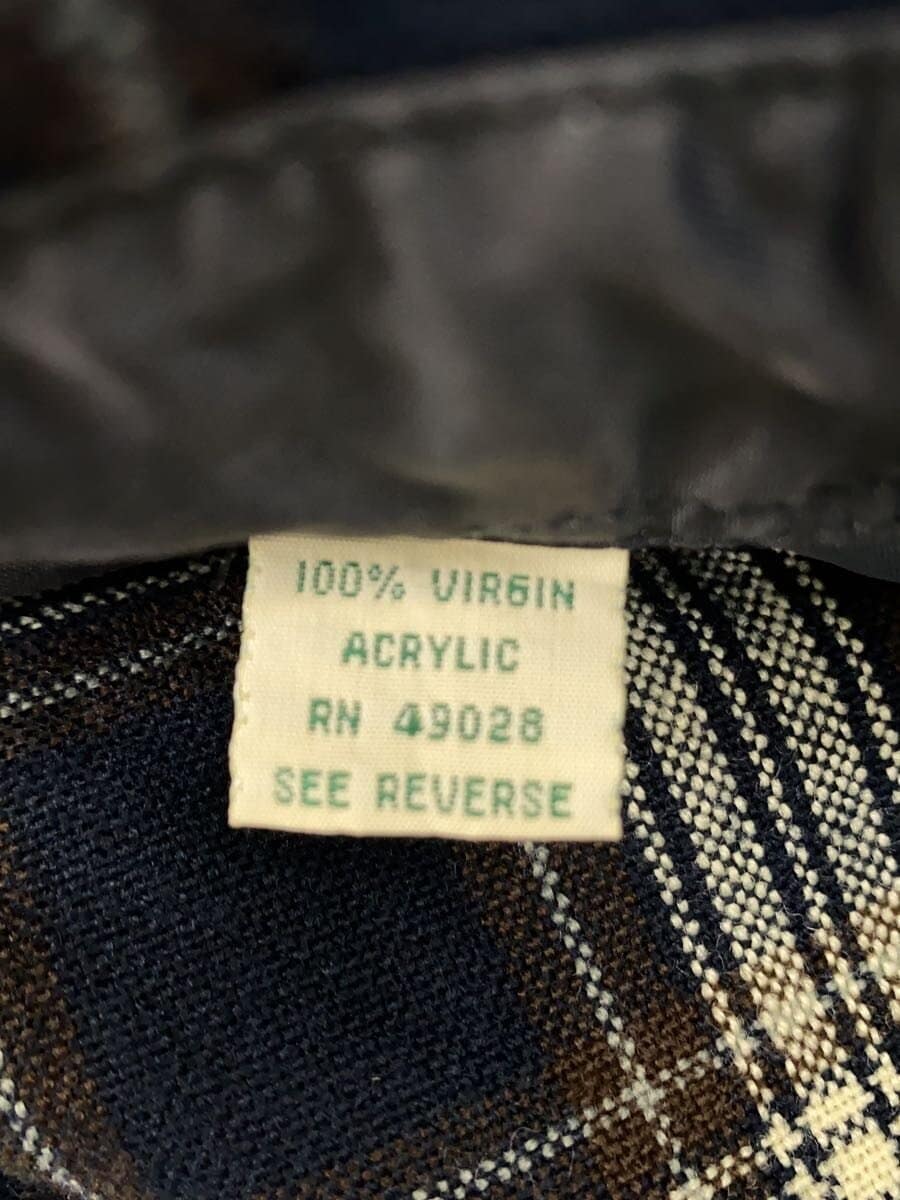 100% VIRGIN
ACRYLIC
RN 49028
SEE REVERSE